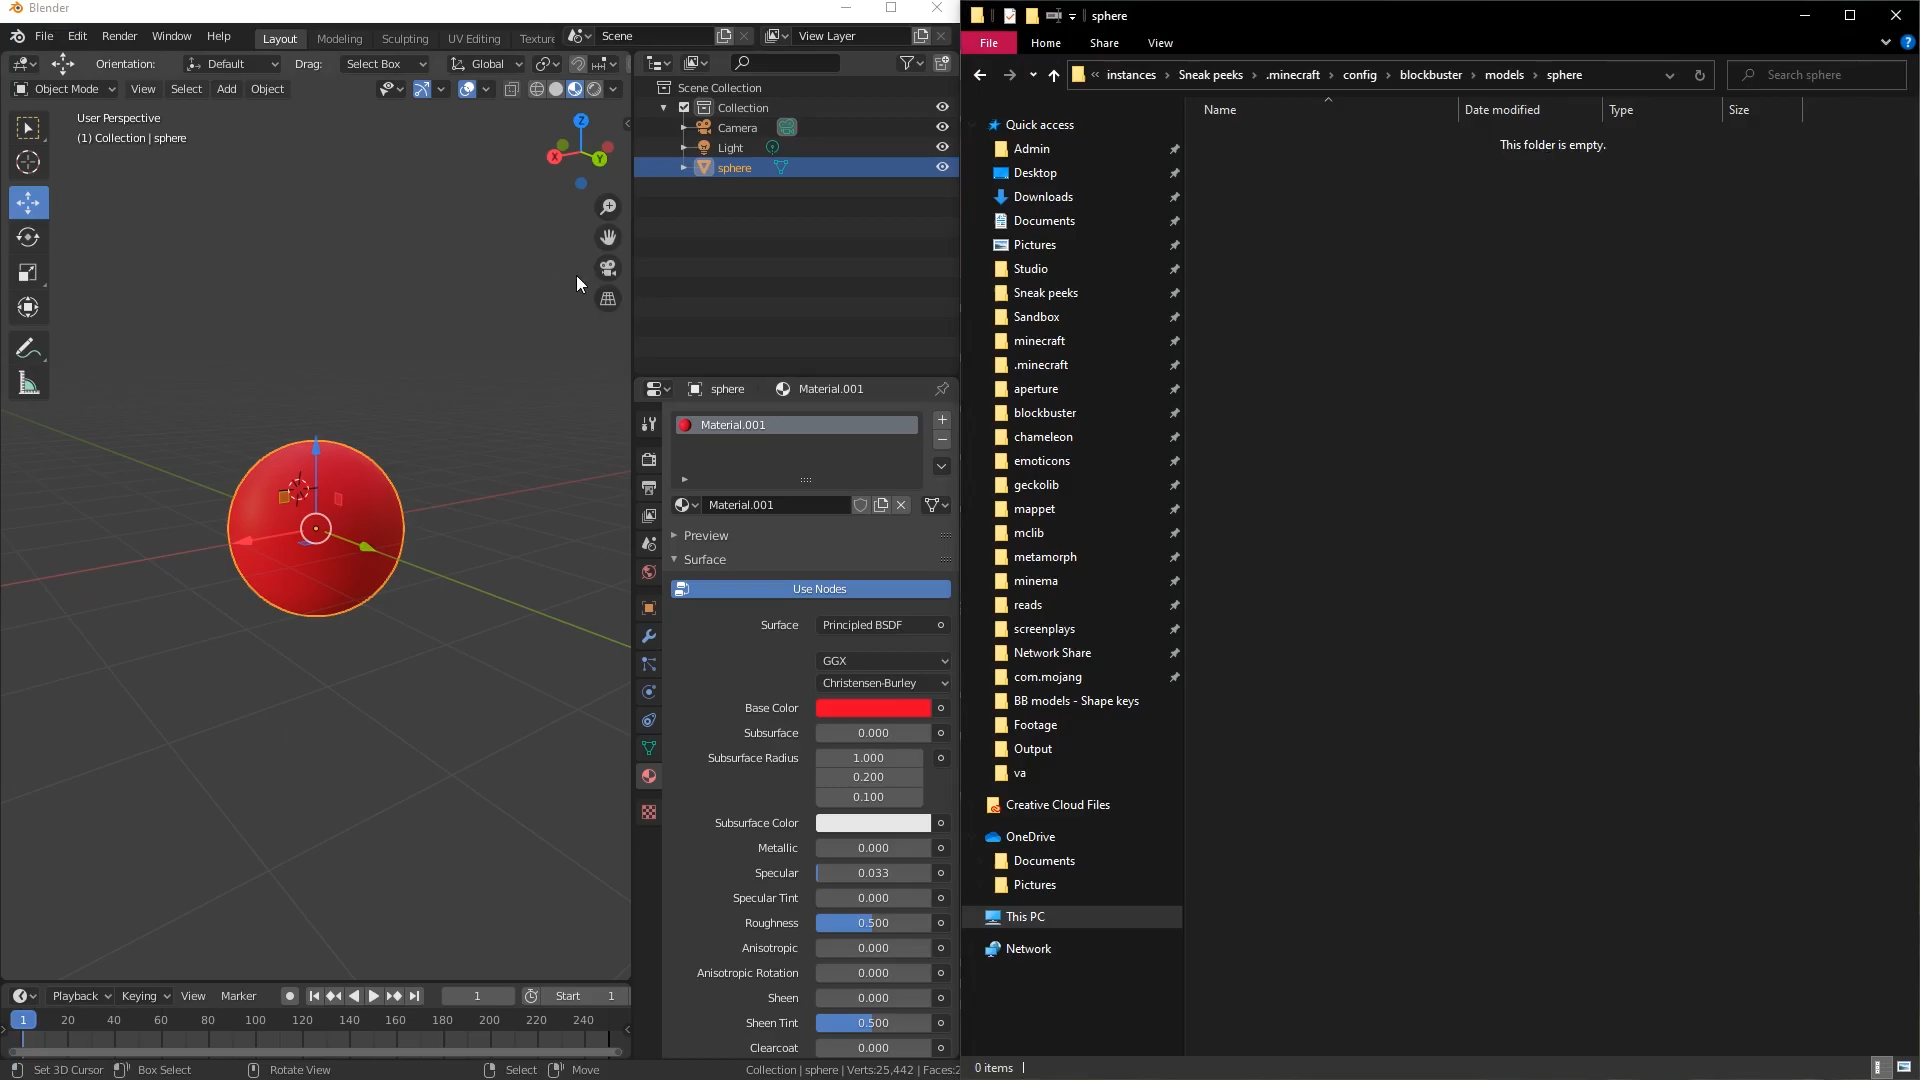 Blender
File Edit Render Window Help Layout Modeling Sculpting UV Editing Texture Scene View Layer
Orientation: Default Drag: Select Box Global
Object Mode View Select Add Object
User Perspective
(1) Collection | sphere
Z
X
Y
Scene Collection
Collection
Camera
Light
sphere
sphere Material.001
Material.001
Material.001
Preview
Surface
Use Nodes
Surface Principled BSDF
GGX
Christensen-Burley
Base Color
Subsurface 0.000
Subsurface Radius 1.000
0.200
0.100
Subsurface Color
Metallic 0.000
Specular 0.033
Specular Tint 0.000
Roughness 0.500
Anisotropic 0.000
Anisotropic Rotation 0.000
Sheen 0.000
Sheen Tint 0.500
Clearcoat 0.000
Playback Keying View Marker 1 Start 1
1 20 40 60 80 100 120 140 160 180 200 220 240
Set 3D Cursor Box Select Rotate View Select Move Collection | sphere | Verts:25,442 | Faces:2
sphere
File Home Share View
« instances › Sneak peeks › .minecraft › config › blockbuster › models › sphere Search sphere
Name Date modified Type Size
This folder is empty.
Quick access
Admin
Desktop
Downloads
Documents
Pictures
Studio
Sneak peeks
Sandbox
minecraft
.minecraft
aperture
blockbuster
chameleon
emoticons
geckolib
mappet
mclib
metamorph
minema
reads
screenplays
Network Share
com.mojang
BB models - Shape keys
Footage
Output
va
Creative Cloud Files
OneDrive
Documents
Pictures
This PC
Network
0 items